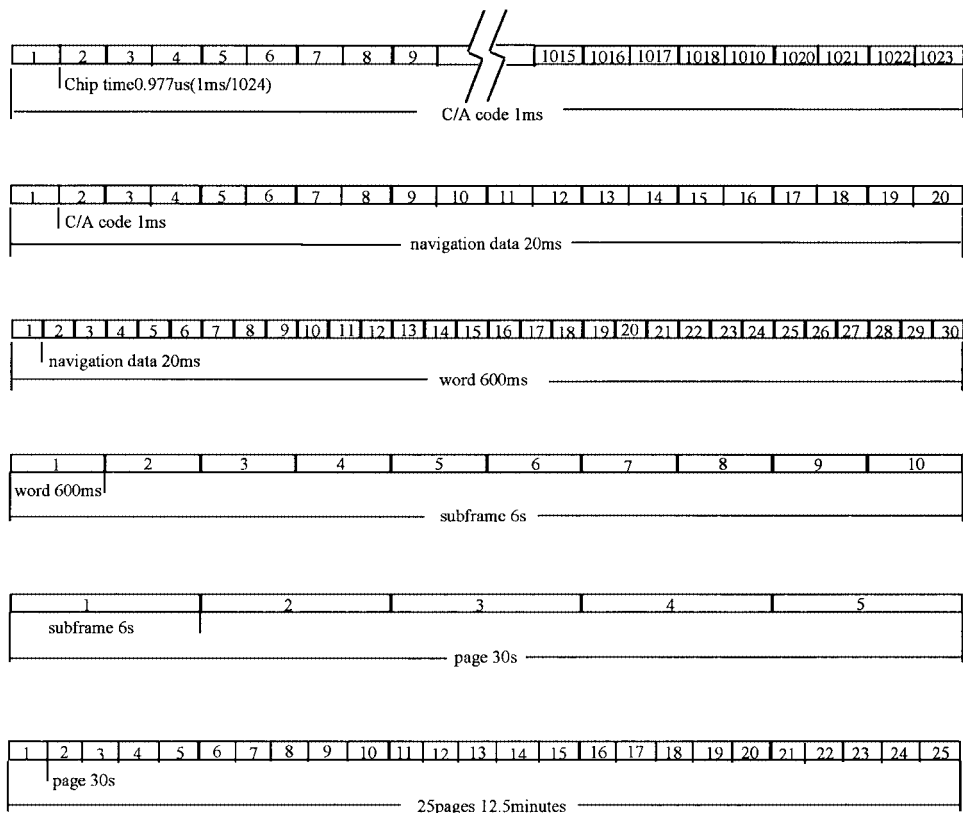 1 2 3 4 5 6 7 8 9 1015 1016 1017 1018 1010 1020 1021 1022 1023
Chip time0.977us(1ms/1024)
C/A code 1ms
1 2 3 4 5 6 7 8 9 10 11 12 13 14 15 16 17 18 19 20
C/A code 1ms
navigation data 20ms
1 2 3 4 5 6 7 8 9 10 11 12 13 14 15 16 17 18 19 20 21 22 23 24 25 26 27 28 29 30
navigation data 20ms
word 600ms
1 2 3 4 5 6 7 8 9 10
word 600ms
subframe 6s
1 2 3 4 5
subframe 6s
page 30s
1 2 3 4 5 6 7 8 9 10 11 12 13 14 15 16 17 18 19 20 21 22 23 24 25
page 30s
25pages 12.5minutes